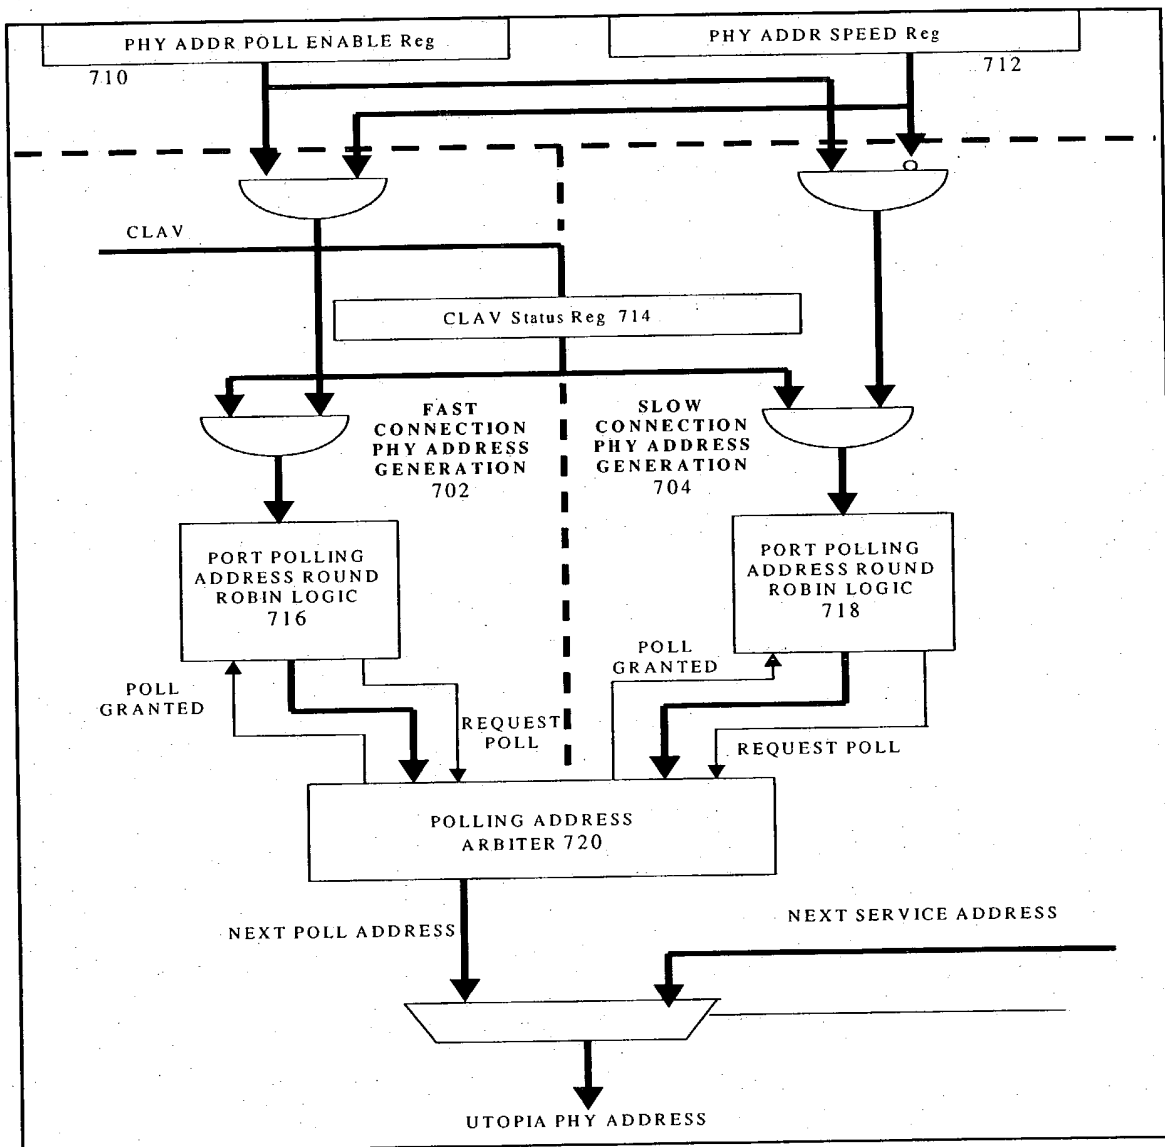 PHY ADDR POLL ENABLE Reg
710
PHY ADDR SPEED Reg
712
CLAV
CLAV Status Reg 714
FAST
CONNECTION
PHY ADDRESS
GENERATION
702
SLOW
CONNECTION
PHY ADDRESS
GENERATION
704
PORT POLLING
ADDRESS ROUND
ROBIN LOGIC
716
PORT POLLING
ADDRESS ROUND
ROBIN LOGIC
718
POLL
GRANTED
REQUEST
POLL
POLL
GRANTED
REQUEST POLL
POLLING ADDRESS
ARBITER 720
NEXT POLL ADDRESS
NEXT SERVICE ADDRESS
UTOPIA PHY ADDRESS